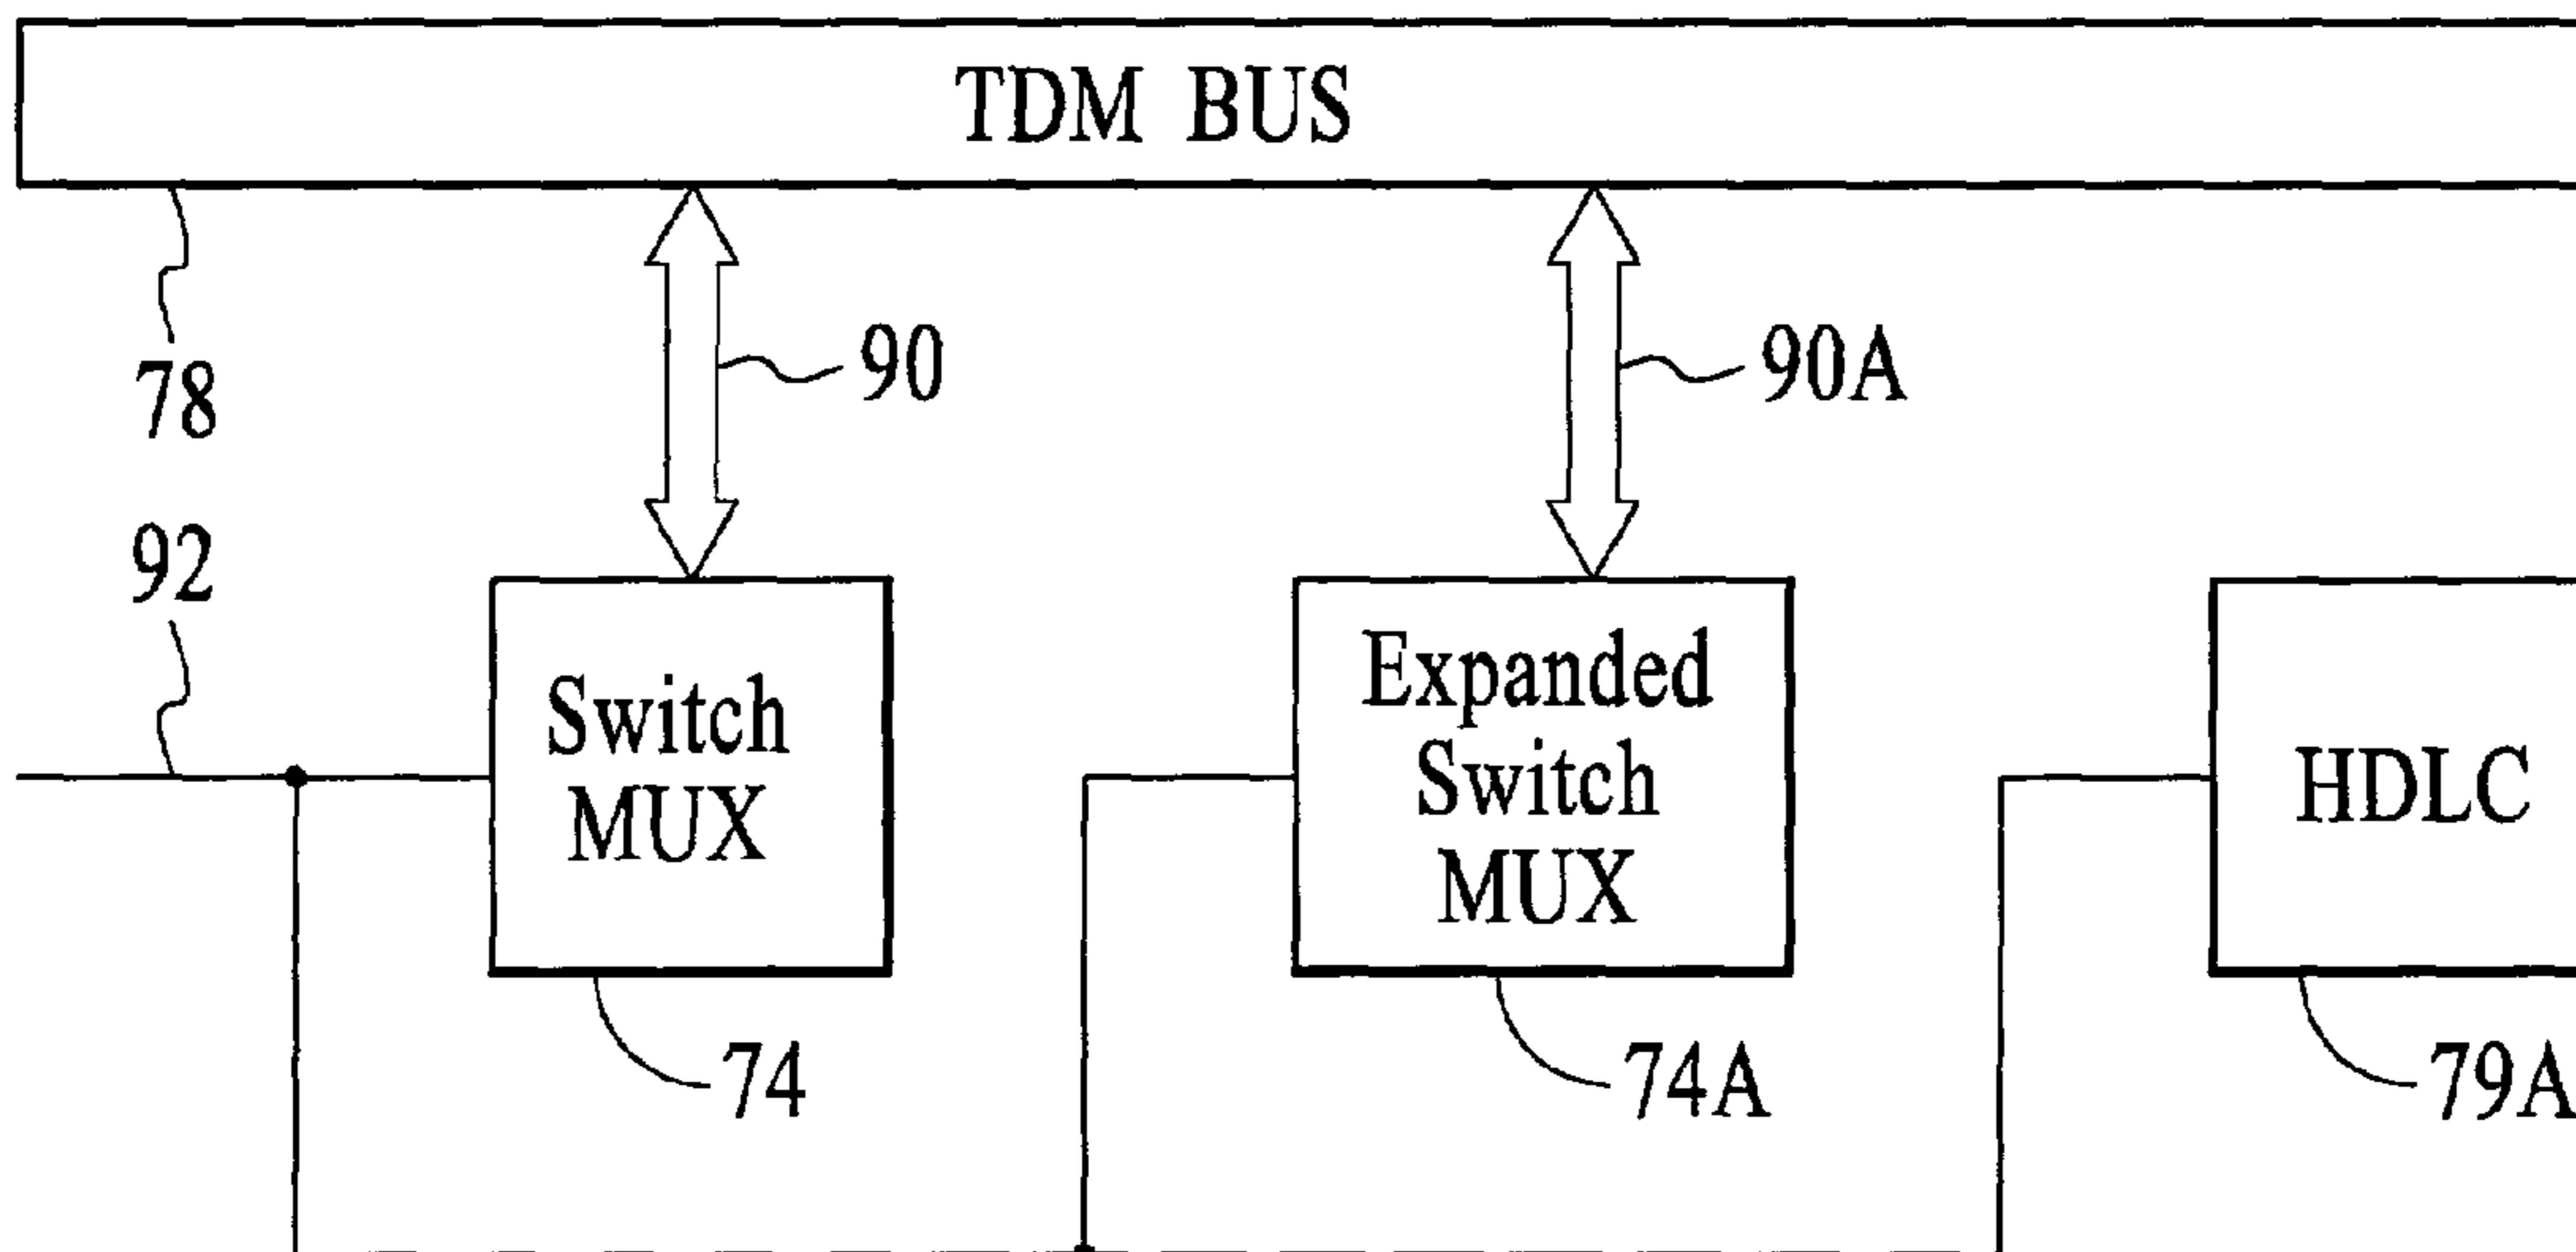 TDM BUS
78
90
90A
92
Switch
MUX
Expanded
Switch
MUX
HDLC
74
74A
79A